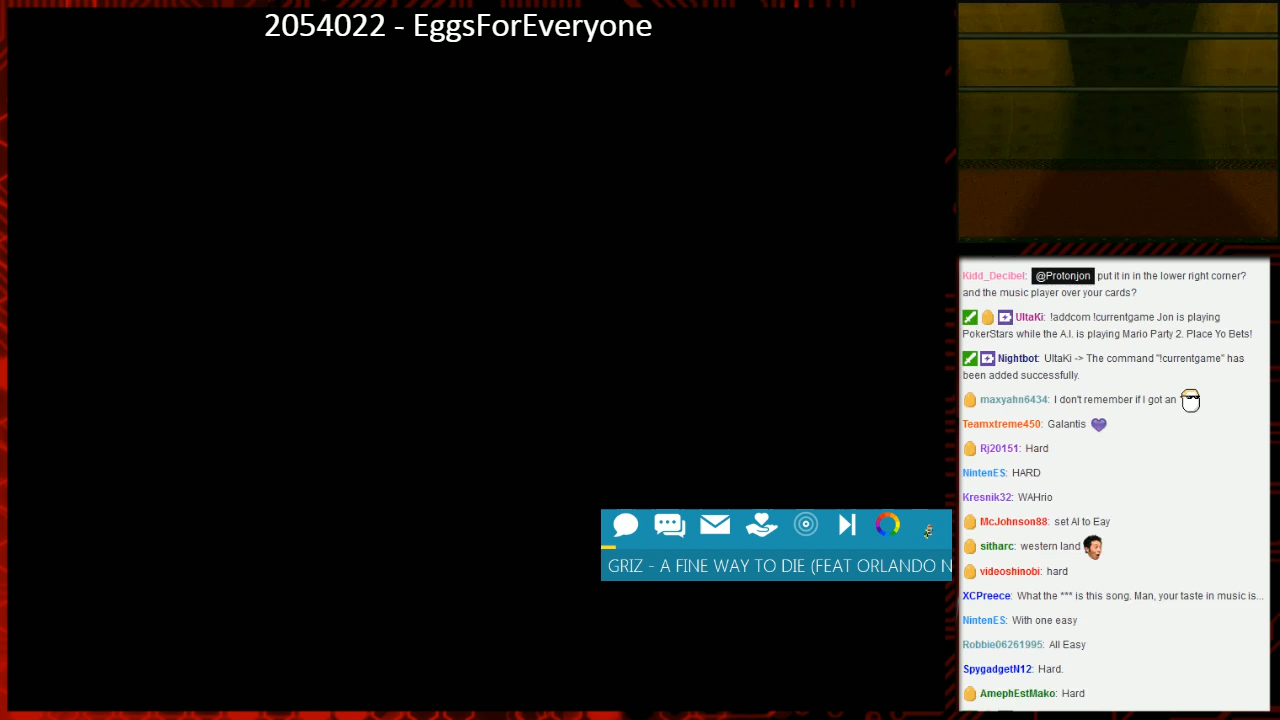 2054022 - EggsForEveryone
Kidd_Decibel: @Protonjon put it in in the lower right corner?
and the music player over your cards?
UltaKi: !addcom !currentgame Jon is playing
PokerStars while the A.I. is playing Mario Party 2. Place Yo Bets!
Nightbot: UltaKi -> The command "!currentgame" has
been added successfully.
maxyahn6434: I don't remember if I got an
Teamxtreme450: Galantis
Rj20151: Hard
NintenES: HARD
Kresnik32: WAHrio
McJohnson88: set AI to Eay
sitharc: western land
videoshinobi: hard
XCPreece: What the *** is this song. Man, your taste in music is...
NintenES: With one easy
Robbie06261995: All Easy
SpygadgetN12: Hard.
AmephEstMako: Hard
GRIZ - A FINE WAY TO DIE (FEAT ORLANDO N